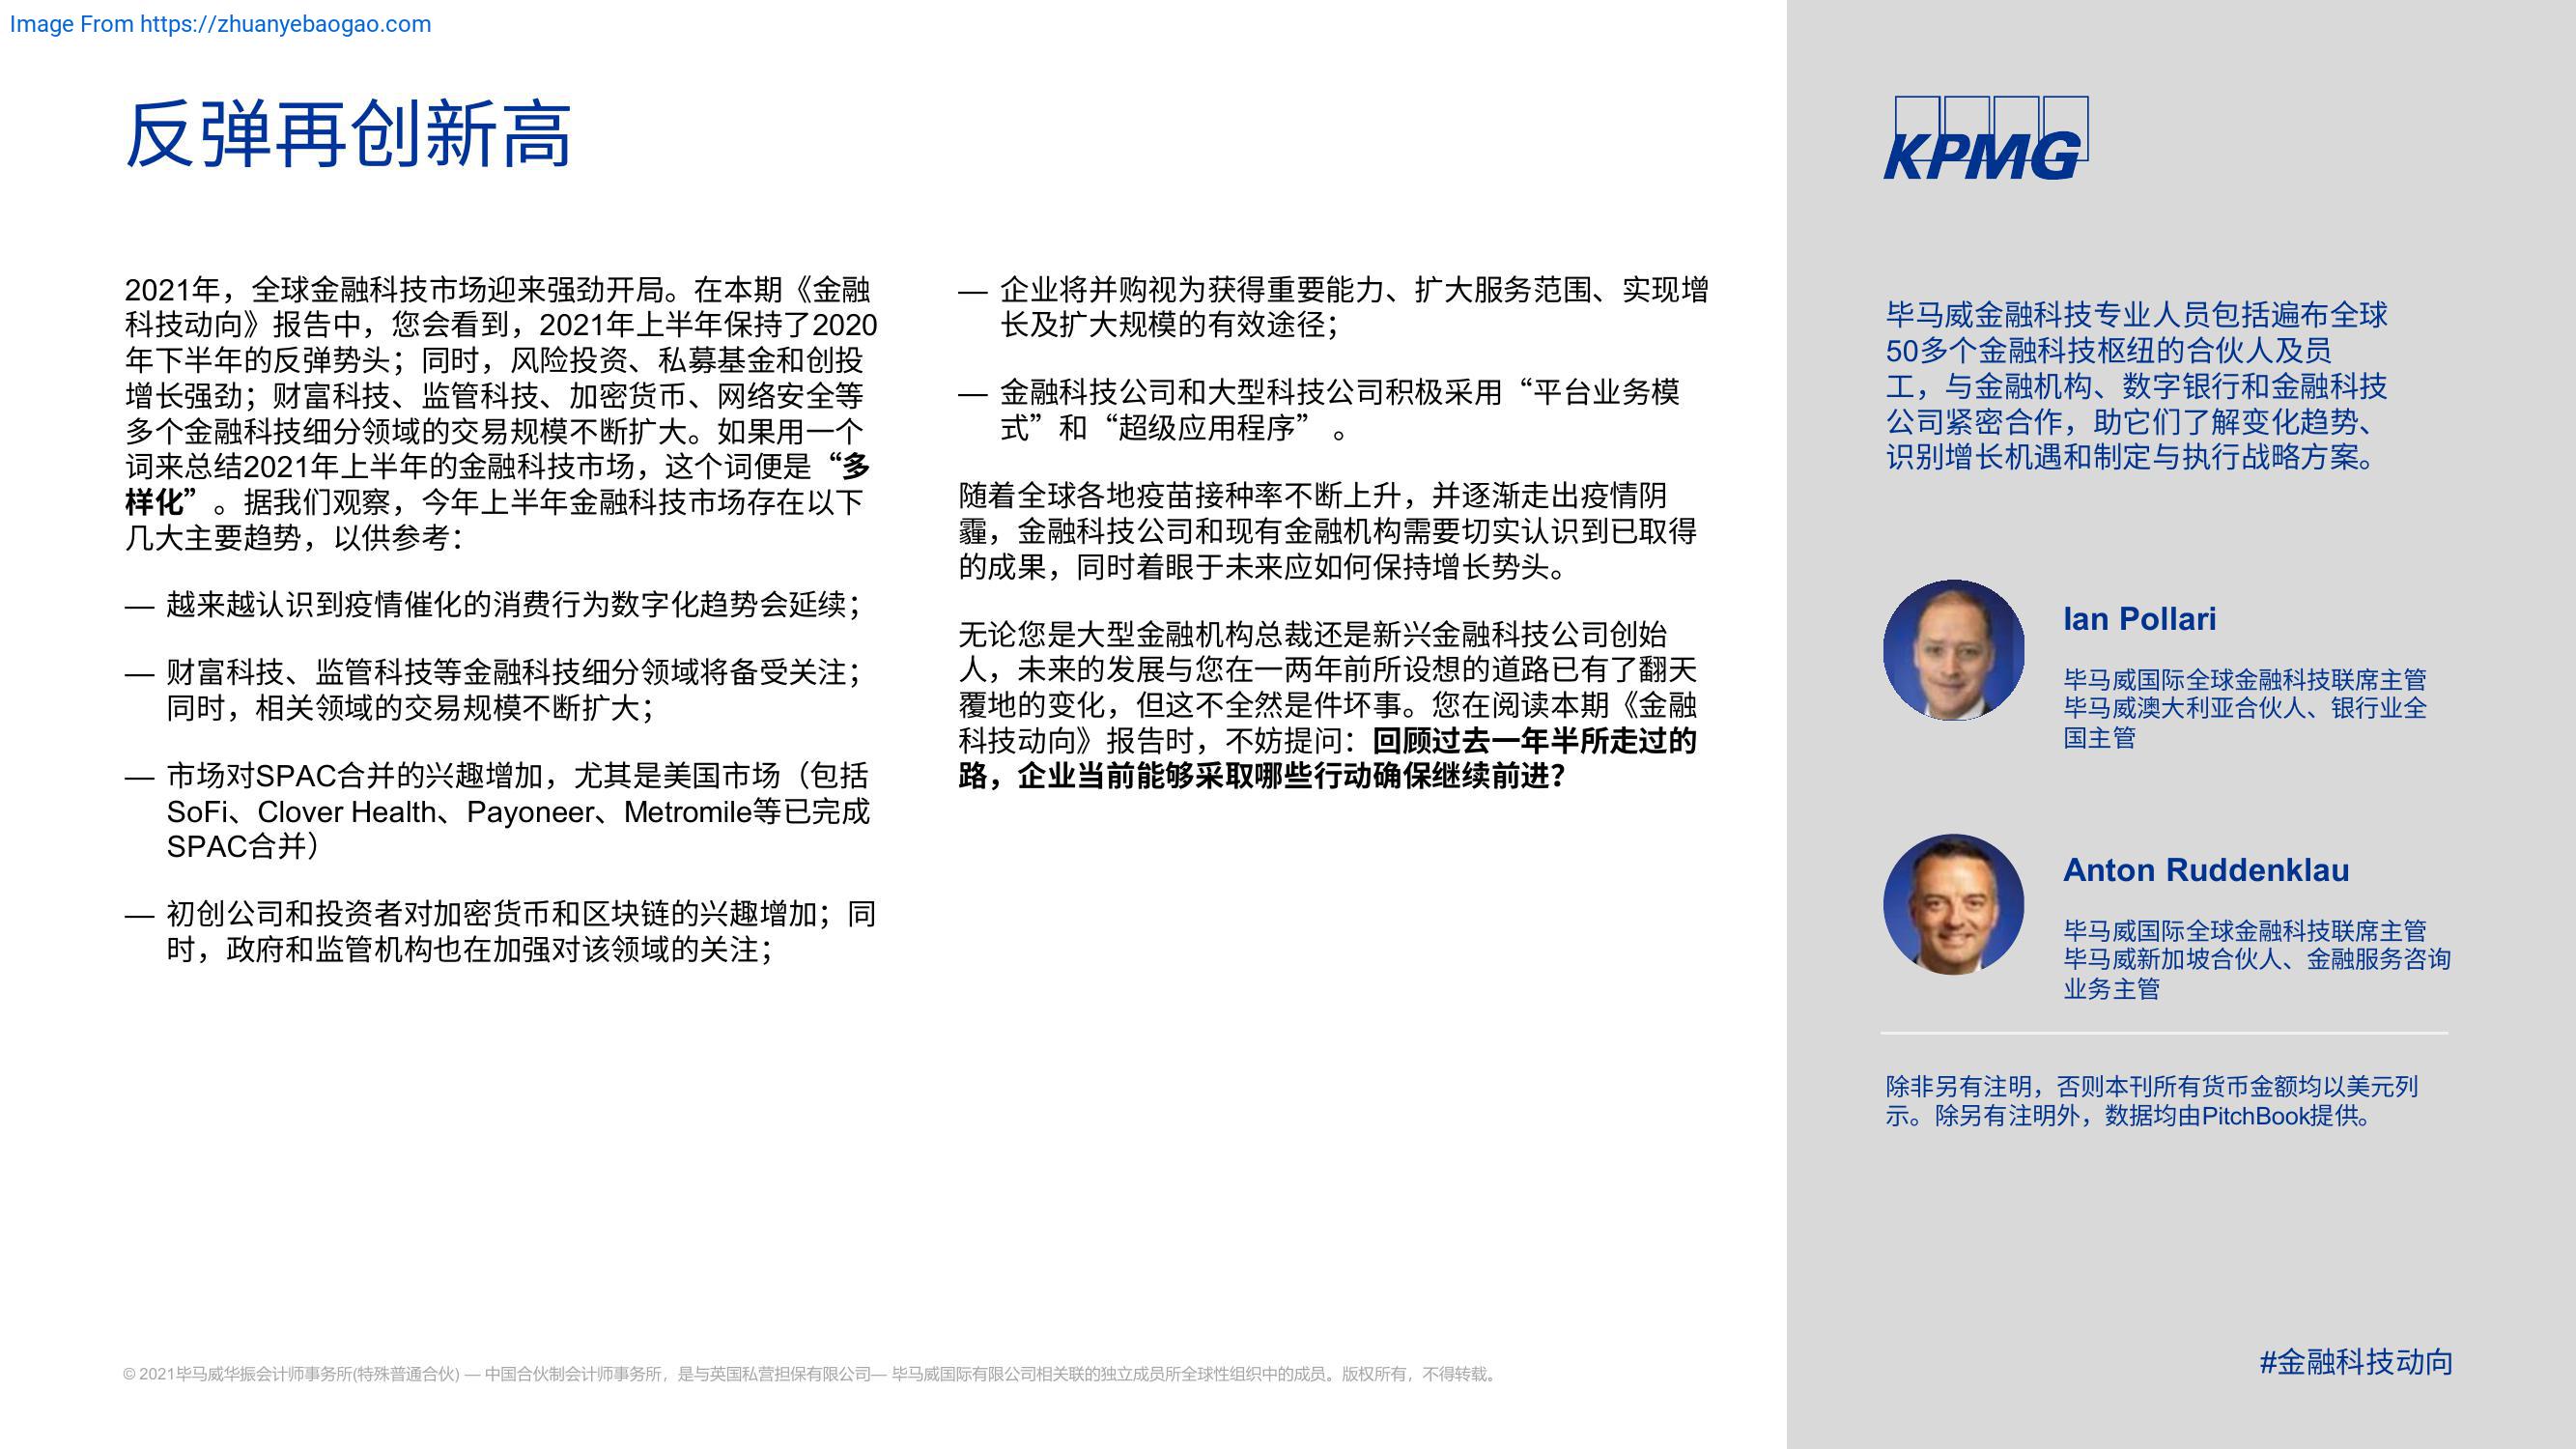 Image From https://zhuanyebaogao.com
反弹再创新高
2021年，全球金融科技市场迎来强劲开局。在本期《金融
科技动向》报告中，您会看到，2021年上半年保持了2020
年下半年的反弹势头；同时，风险投资、私募基金和创投
增长强劲；财富科技、监管科技、加密货币、网络安全等
多个金融科技细分领域的交易规模不断扩大。如果用一个
词来总结2021年上半年的金融科技市场，这个词便是“多
样化”。据我们观察，今年上半年金融科技市场存在以下
几大主要趋势，以供参考：
— 越来越认识到疫情催化的消费行为数字化趋势会延续；
— 财富科技、监管科技等金融科技细分领域将备受关注；
同时，相关领域的交易规模不断扩大；
— 市场对SPAC合并的兴趣增加，尤其是美国市场（包括
SoFi、Clover Health、Payoneer、Metromile等已完成
SPAC合并）
— 初创公司和投资者对加密货币和区块链的兴趣增加；同
时，政府和监管机构也在加强对该领域的关注；
— 企业将并购视为获得重要能力、扩大服务范围、实现增
长及扩大规模的有效途径；
— 金融科技公司和大型科技公司积极采用“平台业务模
式”和“超级应用程序” 。
随着全球各地疫苗接种率不断上升，并逐渐走出疫情阴
霾，金融科技公司和现有金融机构需要切实认识到已取得
的成果，同时着眼于未来应如何保持增长势头。
无论您是大型金融机构总裁还是新兴金融科技公司创始
人，未来的发展与您在一两年前所设想的道路已有了翻天
覆地的变化，但这不全然是件坏事。您在阅读本期《金融
科技动向》报告时，不妨提问：回顾过去一年半所走过的
路，企业当前能够采取哪些行动确保继续前进？
KPMG
毕马威金融科技专业人员包括遍布全球
50多个金融科技枢纽的合伙人及员
工，与金融机构、数字银行和金融科技
公司紧密合作，助它们了解变化趋势、
识别增长机遇和制定与执行战略方案。
Ian Pollari
毕马威国际全球金融科技联席主管
毕马威澳大利亚合伙人、银行业全
国主管
Anton Ruddenklau
毕马威国际全球金融科技联席主管
毕马威新加坡合伙人、金融服务咨询
业务主管
除非另有注明，否则本刊所有货币金额均以美元列
示。除另有注明外，数据均由PitchBook提供。
© 2021毕马威华振会计师事务所(特殊普通合伙) — 中国合伙制会计师事务所，是与英国私营担保有限公司— 毕马威国际有限公司相关联的独立成员所全球性组织中的成员。版权所有，不得转载。
#金融科技动向